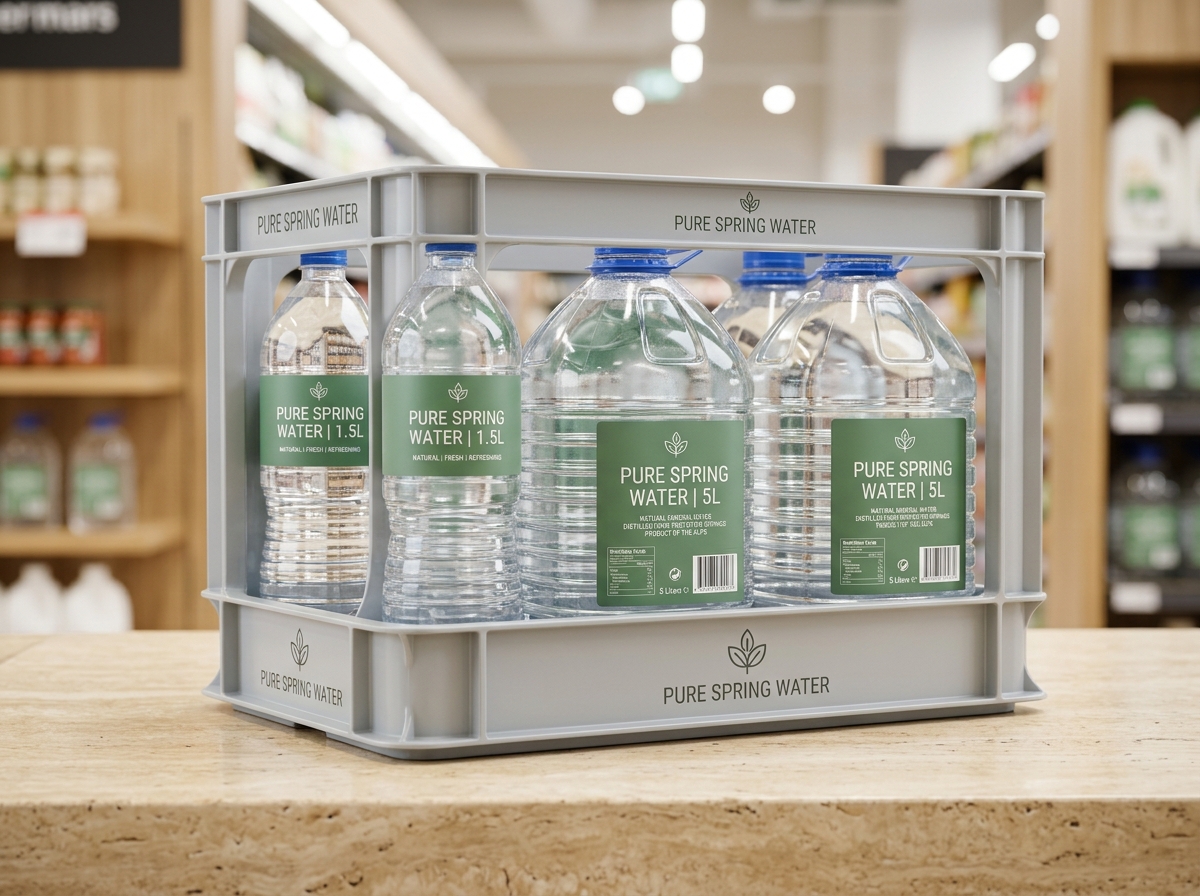 er mars
PURE SPRING WATER
PURE SPRING WATER
PURE SPRING
WATER | 1.5L
NATURAL | FRESH | REFRESHING
PURE SPRING
WATER | 1.5L
NATURAL | FRESH | REFRESHING
PURE SPRING
WATER | 5L
PRODUCT OF THE ALPS
PURE SPRING
WATER | 5L
PURE SPRING WATER
PURE SPRING WATER